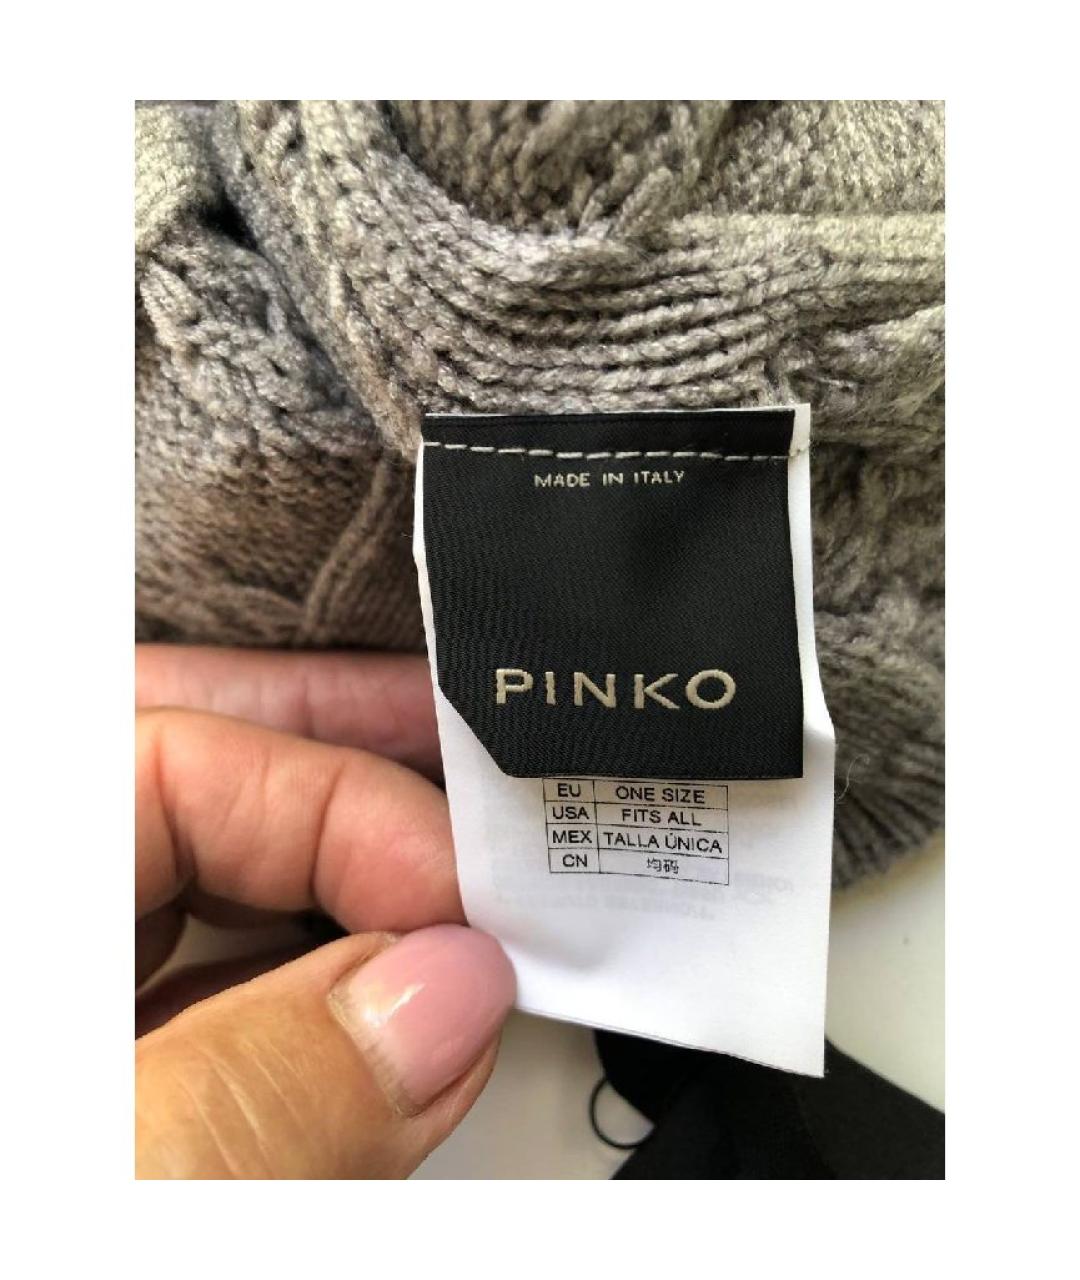 MADE IN ITALY
PINKO
EU ONE SIZE
USA FITS ALL
MEX TALLA ÚNICA
CN 均码